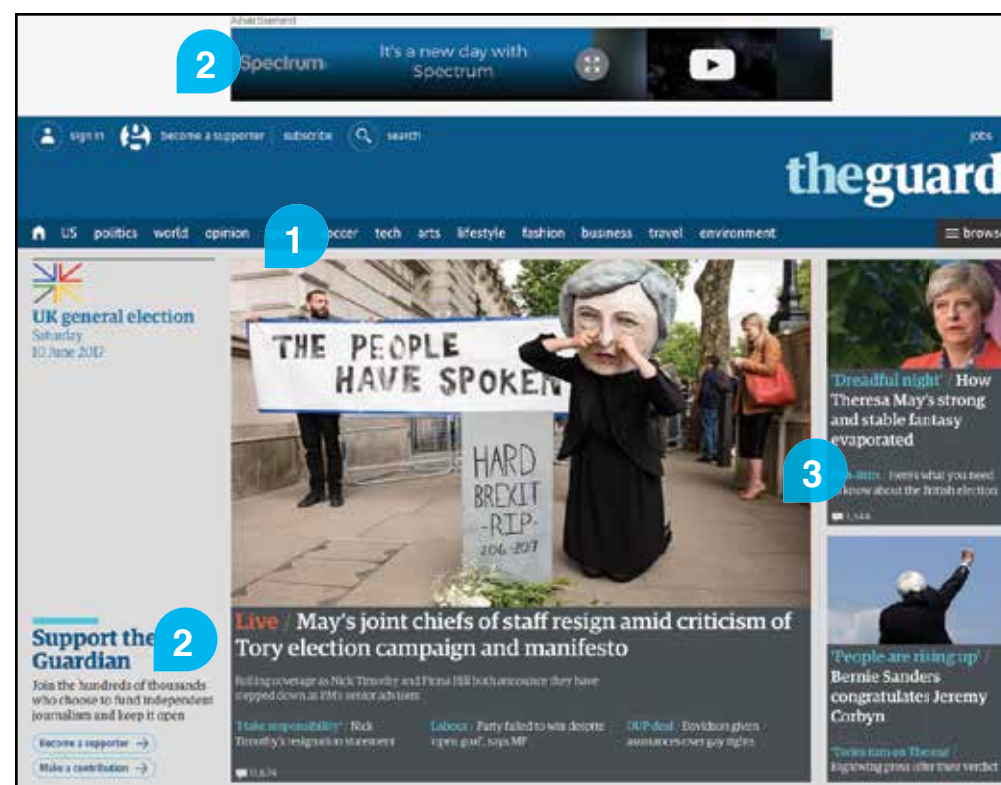 Advertisement
2
Spectrum
It's a new day with
Spectrum
sign in
become a supporter
subscribe
search
jobs
theguard
US politics world opinion
1
occer tech arts lifestyle fashion business travel environment
browse
UK general election
Saturday
10 June 2017
THE PEOPLE
HAVE SPOKEN
HARD
BREXIT
-RIP-
2016-2017
'Dreadful night' / How
Theresa May's strong
and stable fantasy
evaporated
3
Here's what you need
know about the British election
1,344
Support the
Guardian
2
Join the hundreds of thousands
who choose to fund independent
journalism and keep it open
Become a supporter
Make a contribution
Live / May's joint chiefs of staff resign amid criticism of
Tory election campaign and manifesto
Rolling coverage as Nick Timothy and Fiona Hill both announce they have
stepped down as PM's senior advisers
'I take responsibility' / Nick
Timothy's resignation statement
Labour / Party failed to win despite
'open goal', says MP
DUP deal / Davidson given
assurances over gay rights
11,674
'People are rising up' /
Bernie Sanders
congratulates Jeremy
Corbyn
'Tories turn on Theresa' /
Engrowing press after their verdict